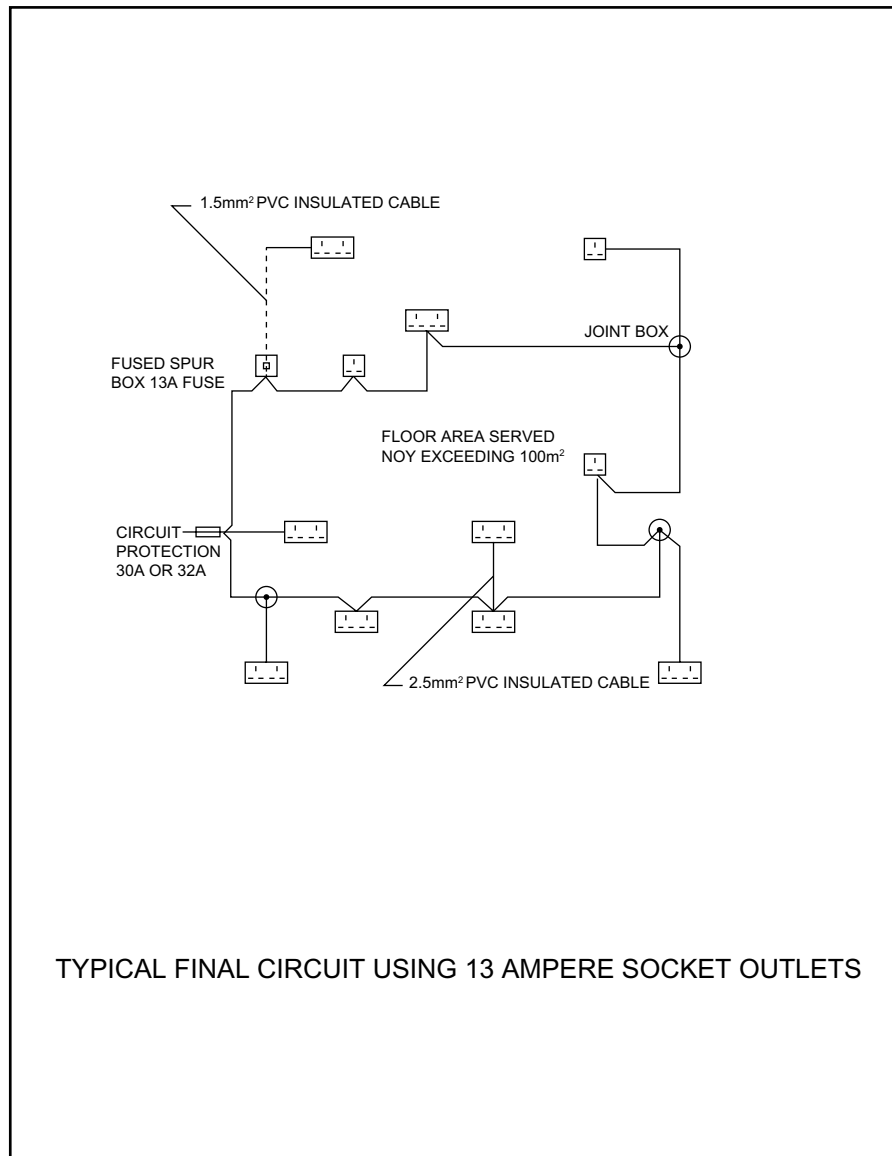 1.5mm² PVC INSULATED CABLE
JOINT BOX
FUSED SPUR
BOX 13A FUSE
FLOOR AREA SERVED
NOY EXCEEDING 100m²
CIRCUIT
PROTECTION
30A OR 32A
2.5mm² PVC INSULATED CABLE
TYPICAL FINAL CIRCUIT USING 13 AMPERE SOCKET OUTLETS